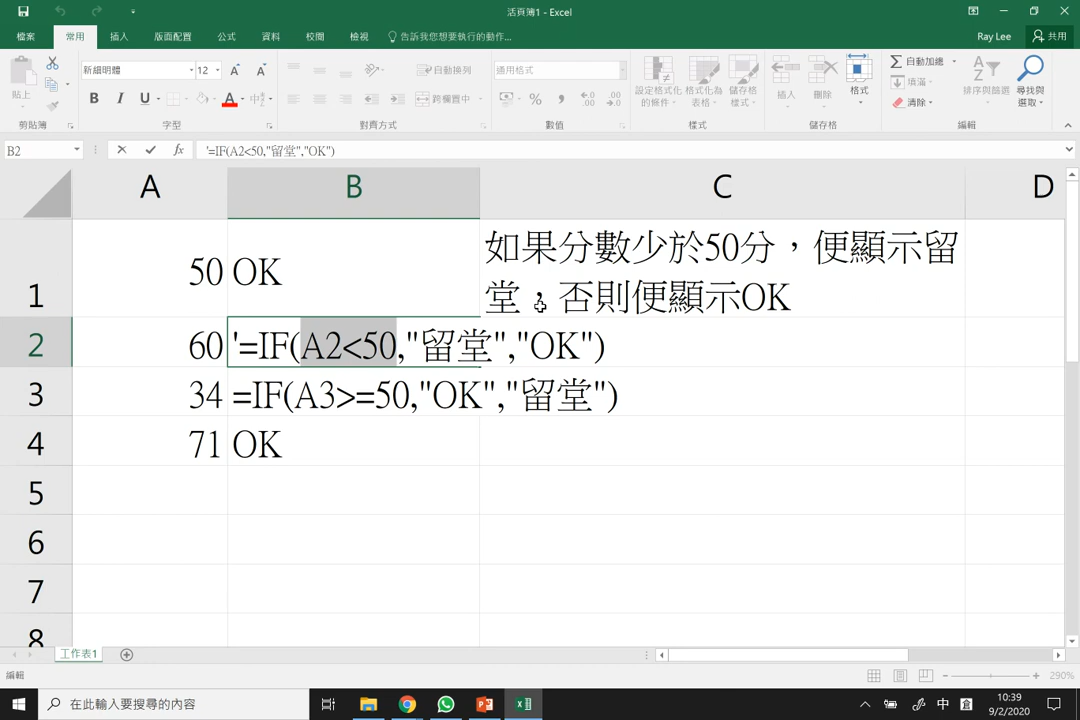 活頁簿1 - Excel
檔案 常用 插入 版面配置 公式 資料 校閱 檢視 告訴我您想要執行的動作... Ray Lee 共用
新細明體 12 A A 自動換列 通用格式 自動加總
貼上 設定格式化的條件 格式化為表格 儲存格樣式 插入 刪除 格式 填滿 排序與篩選 尋找與選取
B I U A 中 跨欄置中 % , 清除
剪貼簿 字型 對齊方式 數值 樣式 儲存格 編輯
B2 fx '=IF(A2<50,"留堂","OK")
A B C D
1 50 OK 如果分數少於50分，便顯示留
堂，否則便顯示OK
2 60 '=IF(A2<50,"留堂","OK")
3 34 =IF(A3>=50,"OK","留堂")
4 71 OK
5
6
7
8
工作表1
編輯 290%
在此輸入要搜尋的內容 中 10:39
9/2/2020